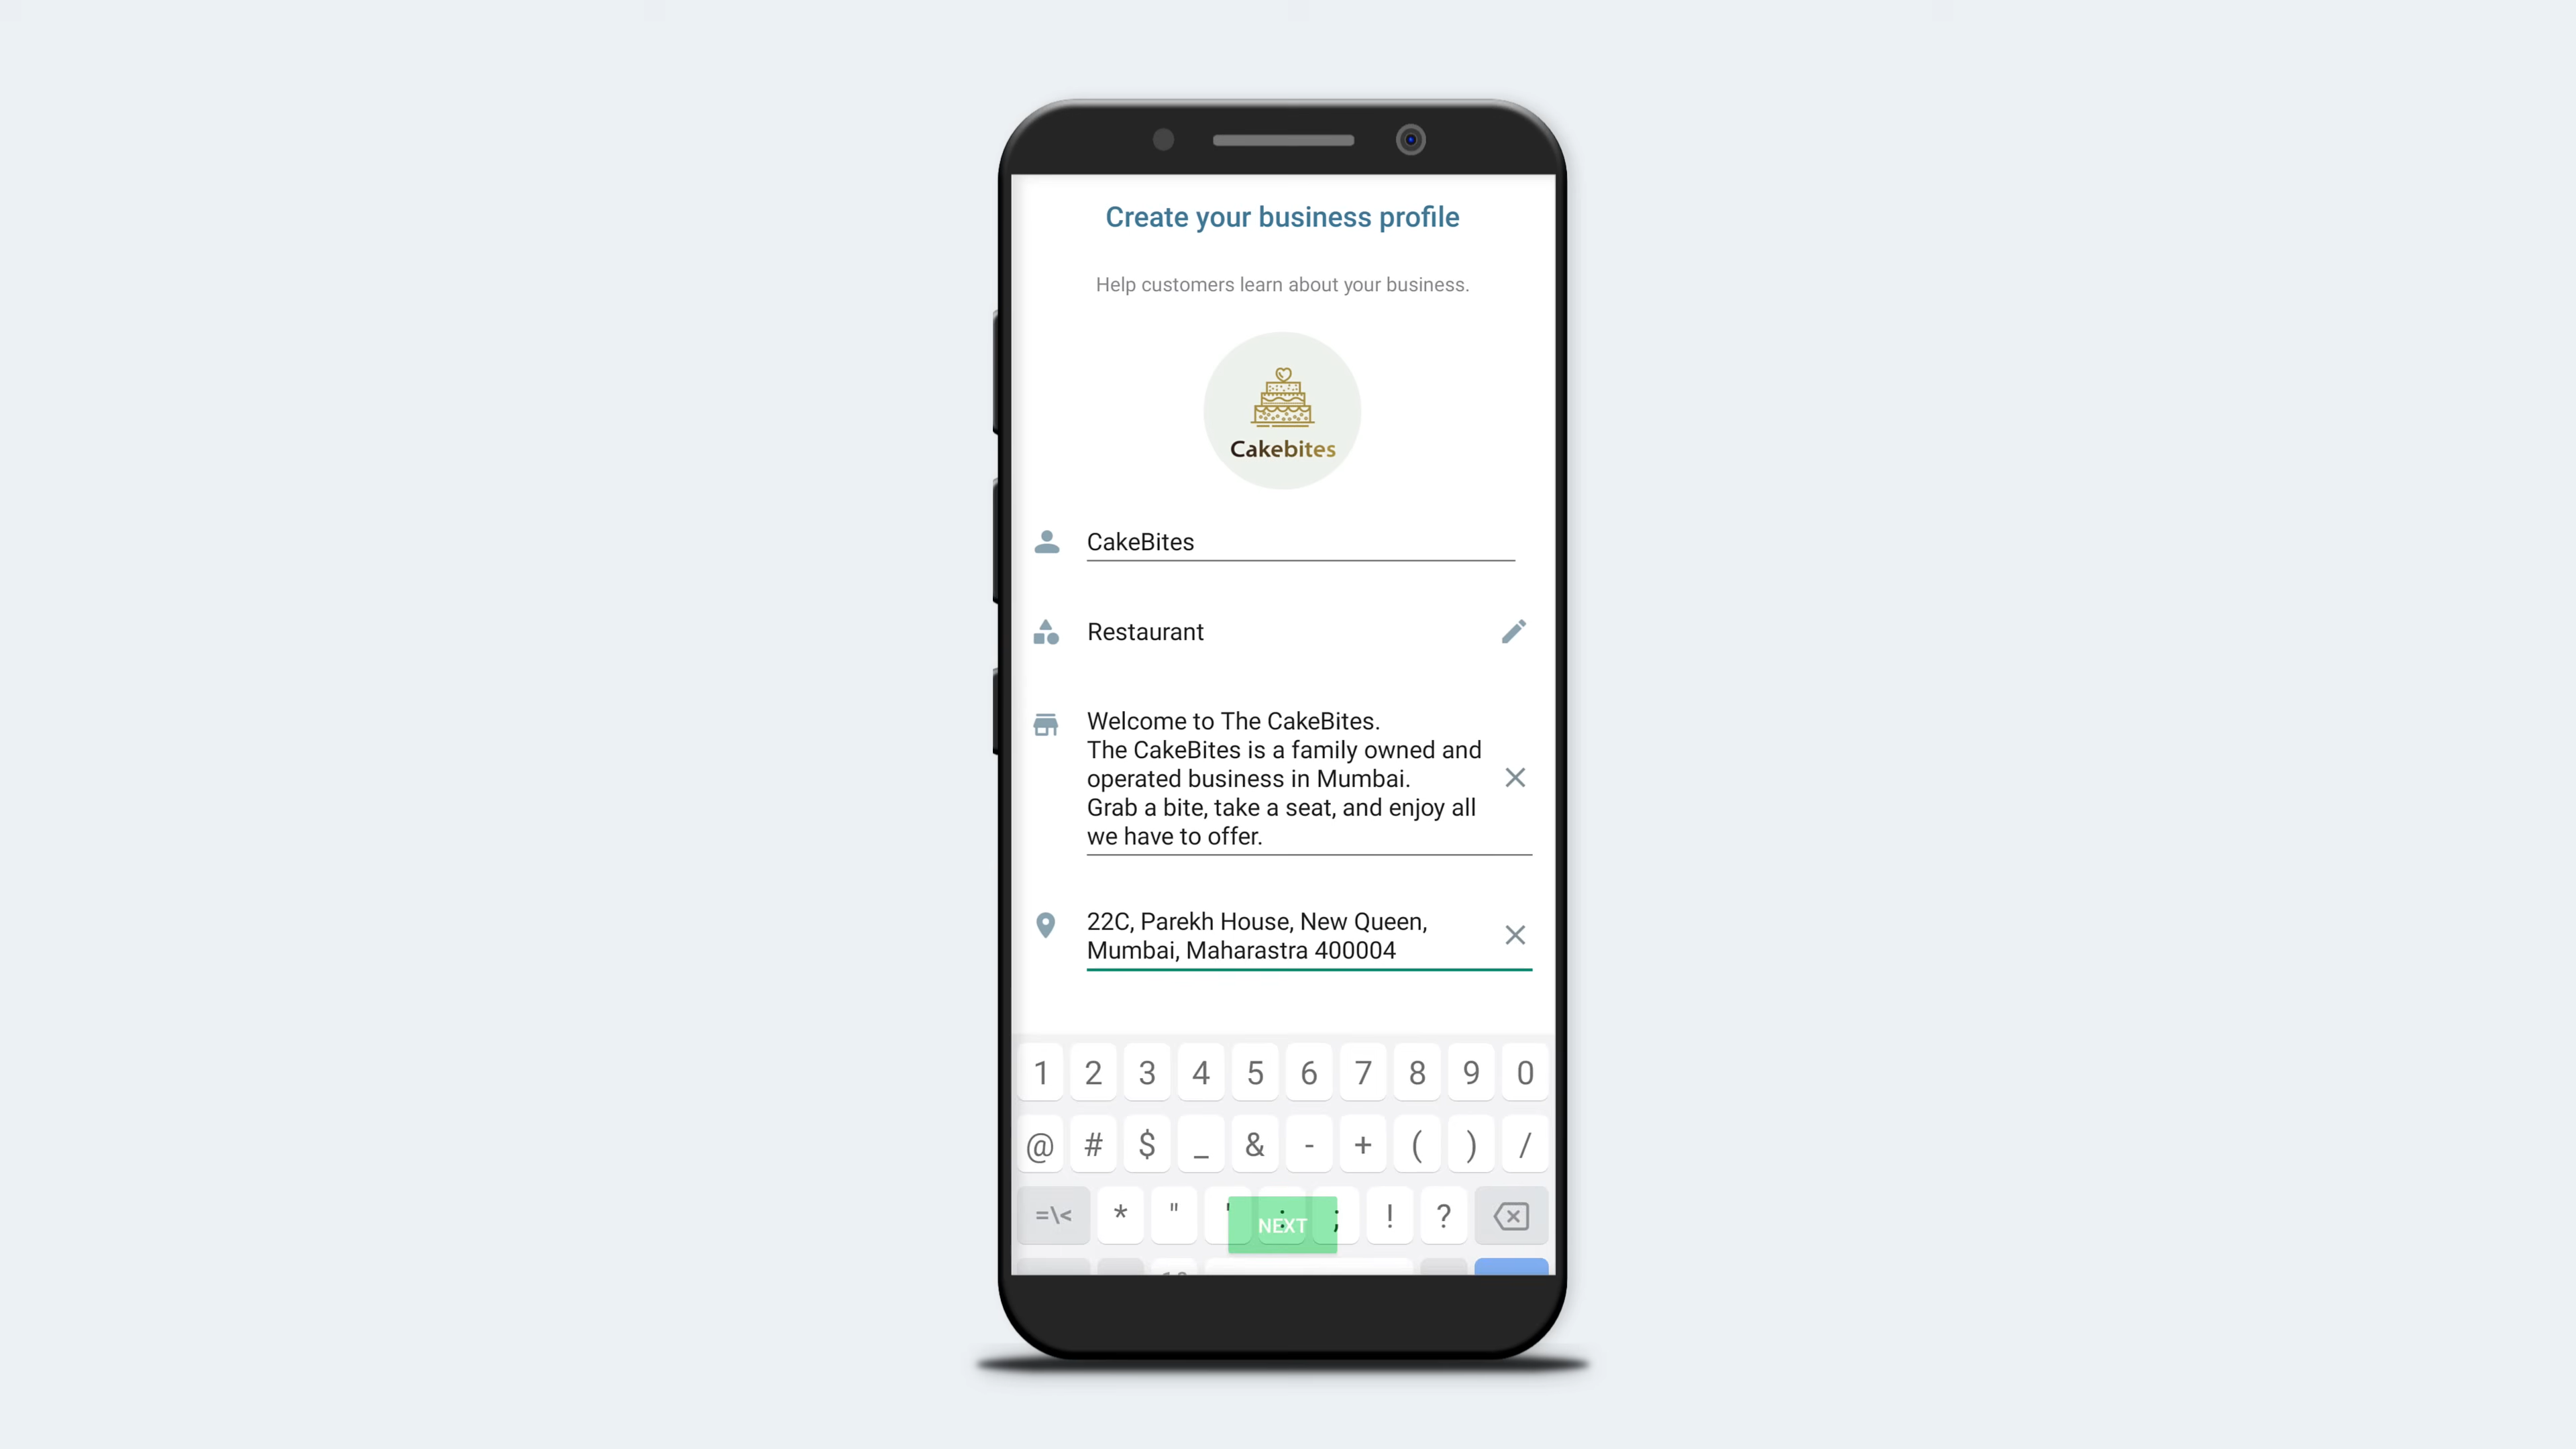 Create your business profile
Help customers learn about your business.
Cakebites
CakeBites
Restaurant
Welcome to The CakeBites.
The CakeBites is a family owned and
operated business in Mumbai.
Grab a bite, take a seat, and enjoy all
we have to offer.
22C, Parekh House, New Queen,
Mumbai, Maharastra 400004
1 2 3 4 5 6 7 8 9 0
@ # $ _ & - + ( ) /
=\< * " ' : ; ! ?
NEXT